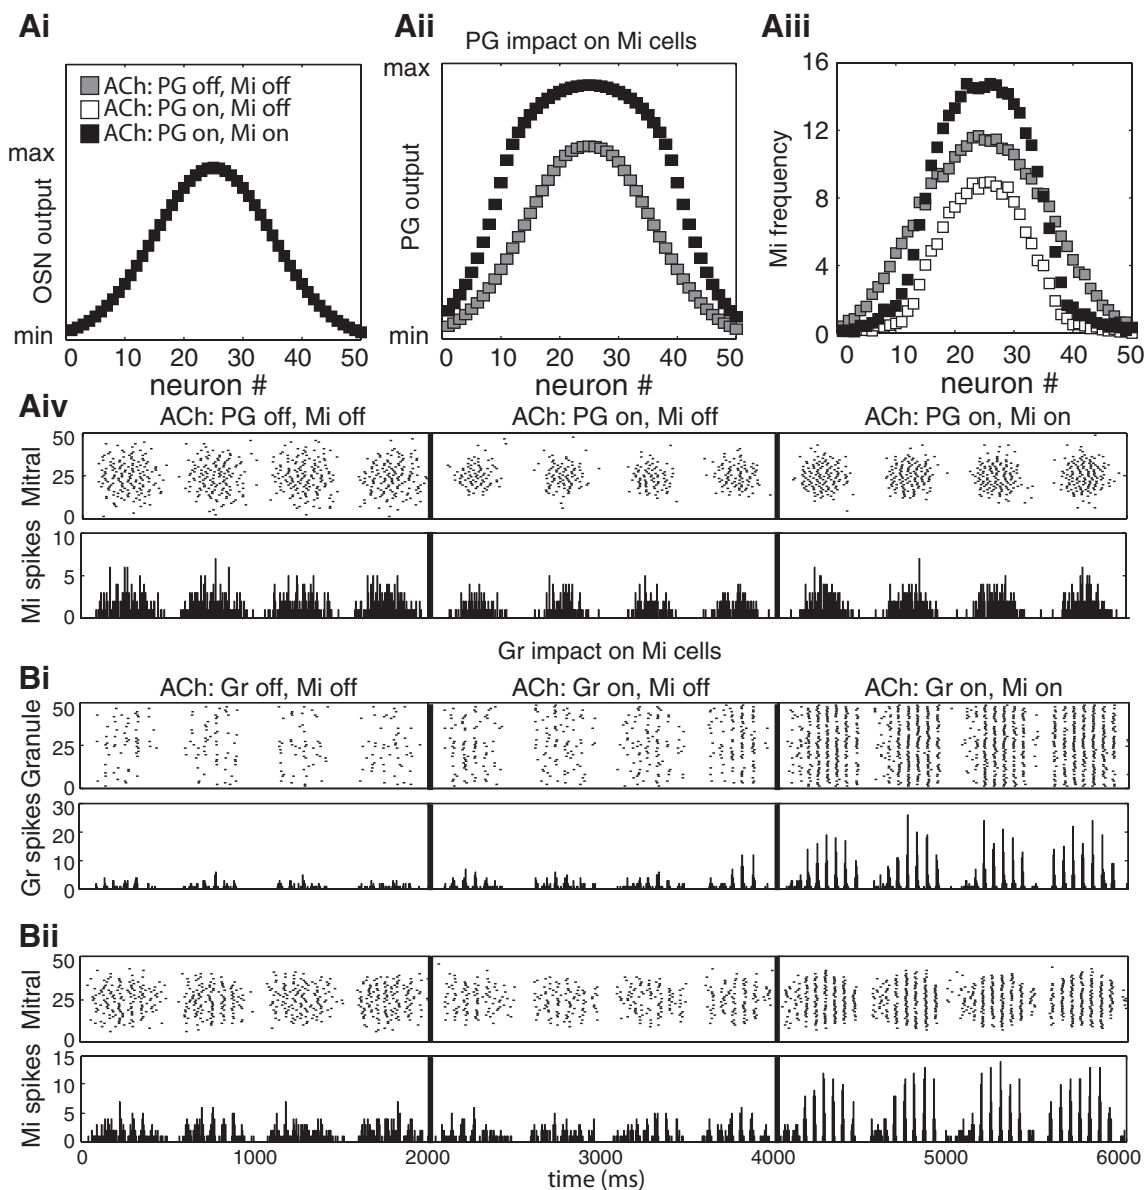 Ai
max
OSN output
min
ACh: PG off, Mi off
ACh: PG on, Mi off
ACh: PG on, Mi on
0 10 20 30 40 50
neuron #
Aii
PG impact on Mi cells
max
PG output
min
0 10 20 30 40 50
neuron #
Aiii
16
12
8
4
0
Mi frequency
0 10 20 30 40 50
neuron #
Aiv
ACh: PG off, Mi off
ACh: PG on, Mi off
ACh: PG on, Mi on
50
25
0
Mitral
10
5
0
Mi spikes
Gr impact on Mi cells
Bi
ACh: Gr off, Mi off
ACh: Gr on, Mi off
ACh: Gr on, Mi on
50
25
0
Granule
30
20
10
0
Gr spikes
Bii
50
25
0
Mitral
15
10
5
0
Mi spikes
0 1000 2000 3000 4000 5000 6000
time (ms)